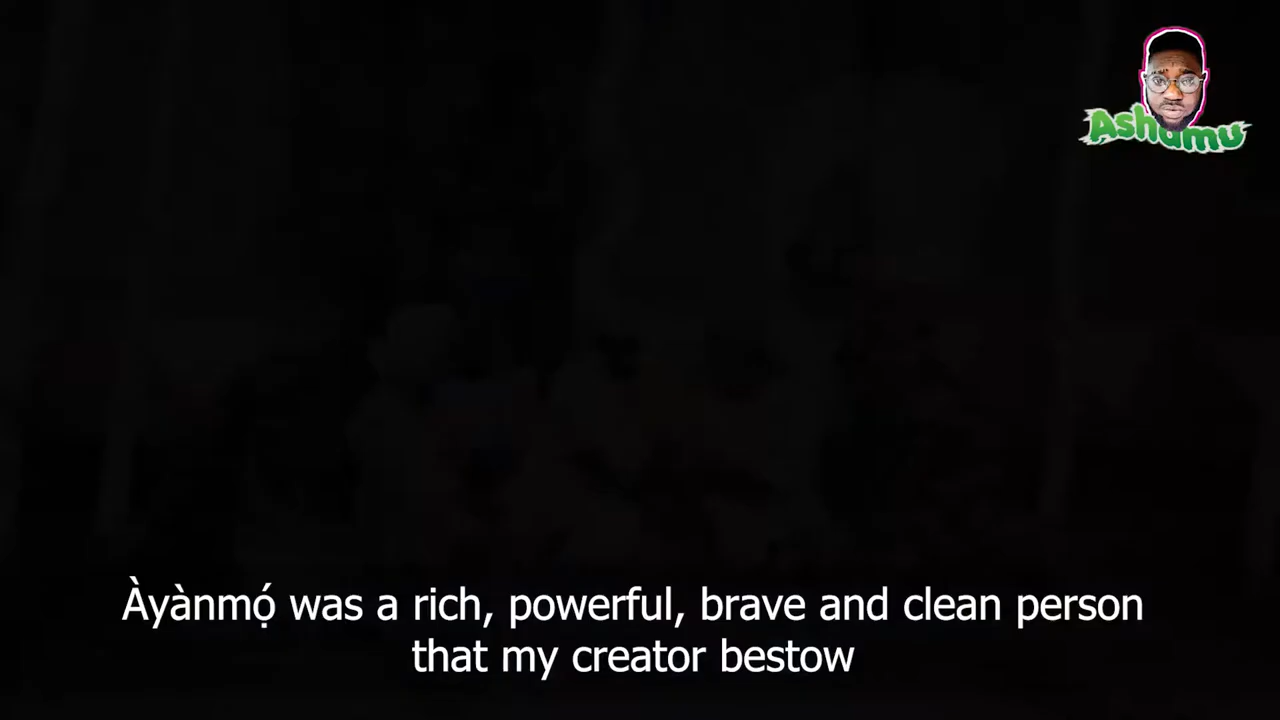 Ashamu
Àyànmọ́ was a rich, powerful, brave and clean person
that my creator bestow